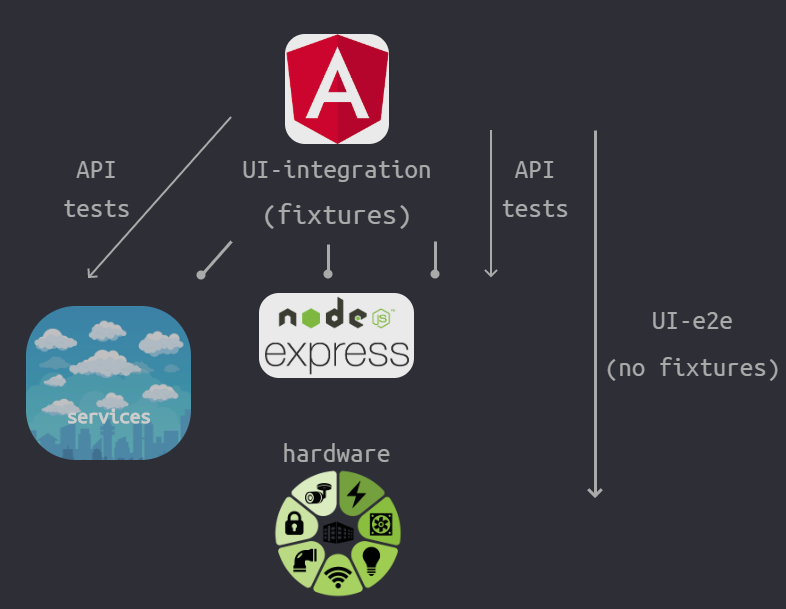 API
tests
UI-integration
(fixtures)
API
tests
node
JS
express
services
UI-e2e
(no fixtures)
hardware